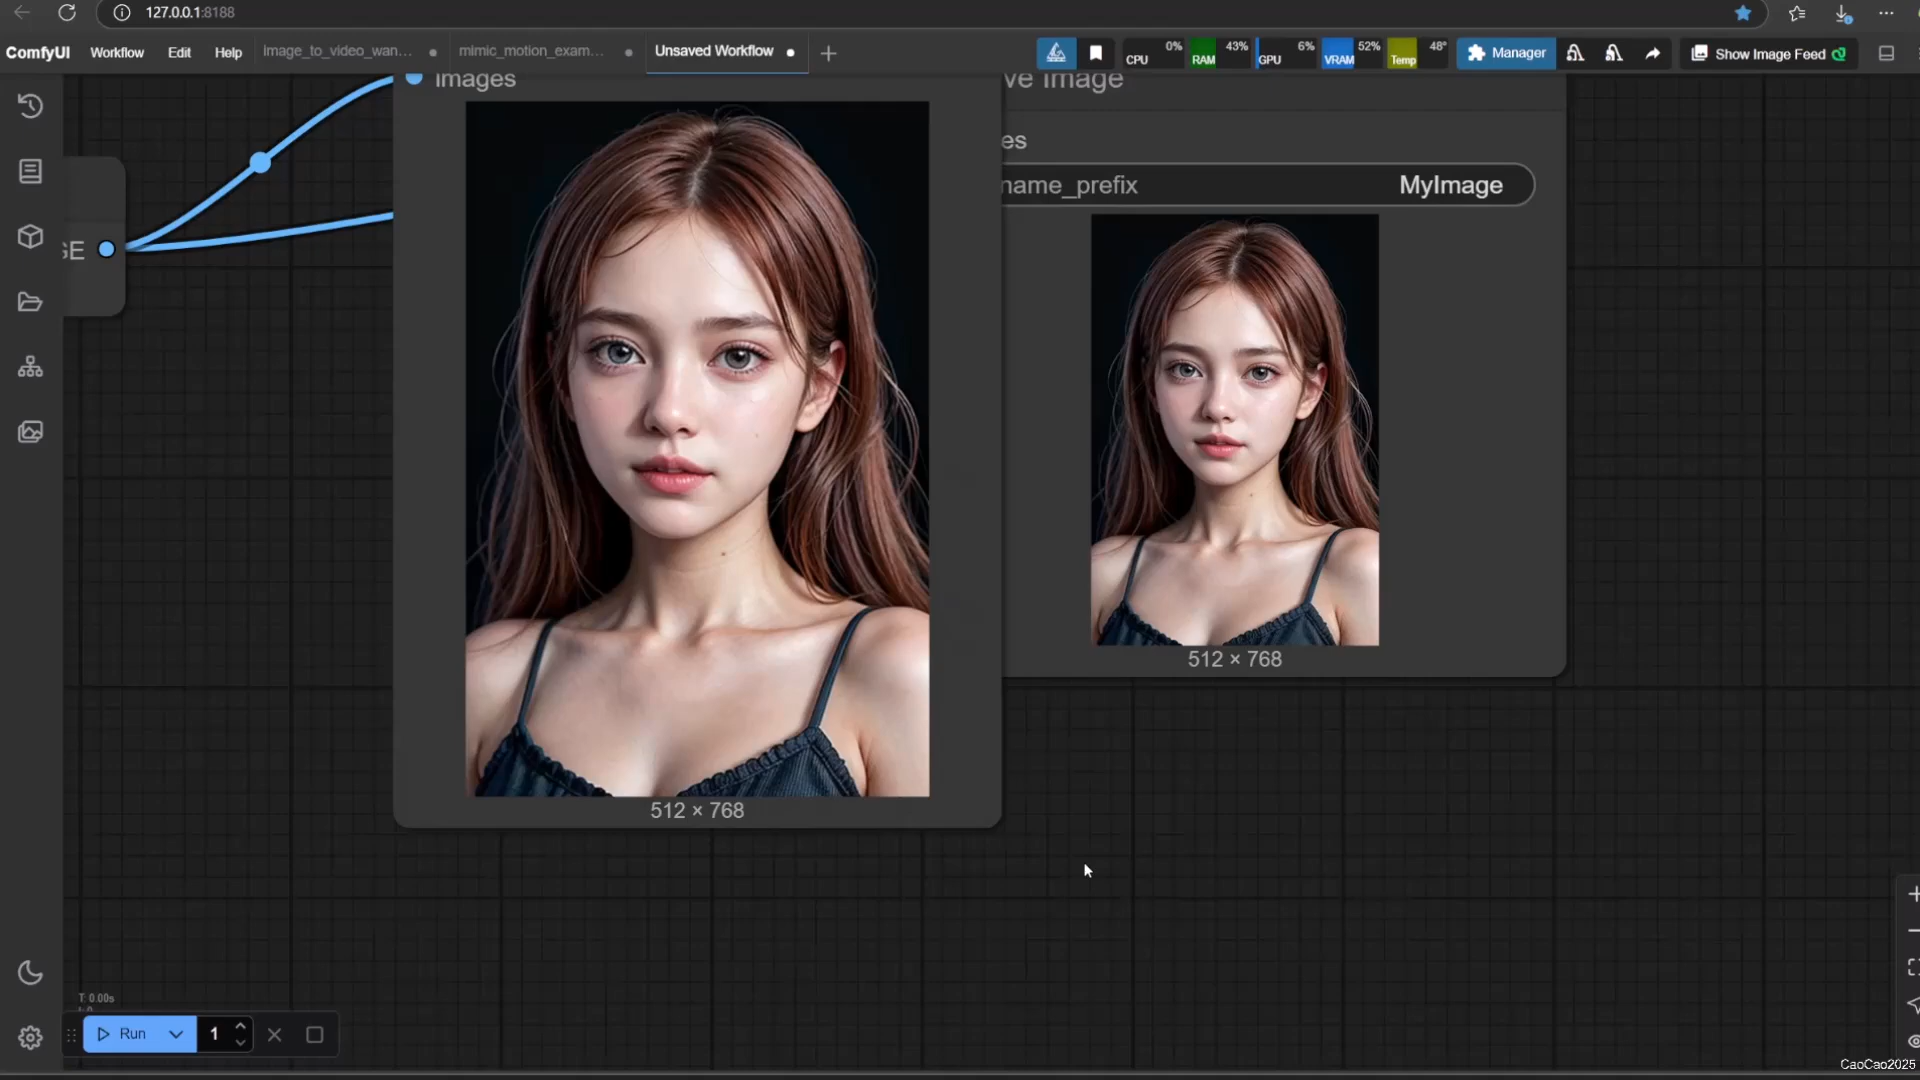 127.0.0.1:8188
ComfyUI Workflow Edit Help image_to_video_wan... mimic_motion_exam... Unsaved Workflow CPU 0% RAM 43% GPU 6% VRAM 52% Temp 48° Manager Show Image Feed
images
ve Image
es
name_prefix MyImage
GE
512 × 768
512 × 768
T: 0.00s
Run 1
CaoCao2025